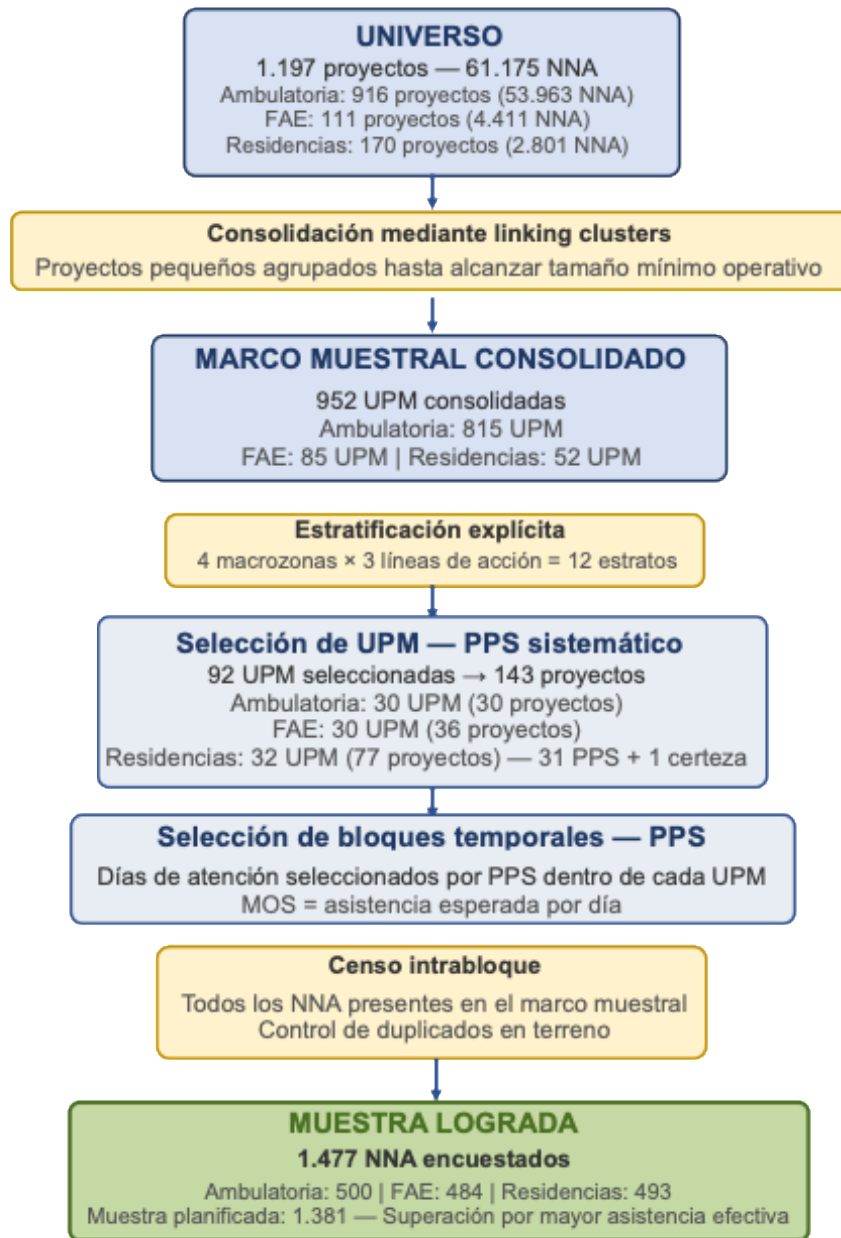 UNIVERSO
1.197 proyectos — 61.175 NNA
Ambulatoria: 916 proyectos (53.963 NNA)
FAE: 111 proyectos (4.411 NNA)
Residencias: 170 proyectos (2.801 NNA)
Consolidación mediante linking clusters
Proyectos pequeños agrupados hasta alcanzar tamaño mínimo operativo
MARCO MUESTRAL CONSOLIDADO
952 UPM consolidadas
Ambulatoria: 815 UPM
FAE: 85 UPM | Residencias: 52 UPM
Estratificación explícita
4 macrozonas × 3 líneas de acción = 12 estratos
Selección de UPM — PPS sistemático
92 UPM seleccionadas → 143 proyectos
Ambulatoria: 30 UPM (30 proyectos)
FAE: 30 UPM (36 proyectos)
Residencias: 32 UPM (77 proyectos) — 31 PPS + 1 certeza
Selección de bloques temporales — PPS
Días de atención seleccionados por PPS dentro de cada UPM
MOS = asistencia esperada por día
Censo intrabloque
Todos los NNA presentes en el marco muestral
Control de duplicados en terreno
MUESTRA LOGRADA
1.477 NNA encuestados
Ambulatoria: 500 | FAE: 484 | Residencias: 493
Muestra planificada: 1.381 — Superación por mayor asistencia efectiva